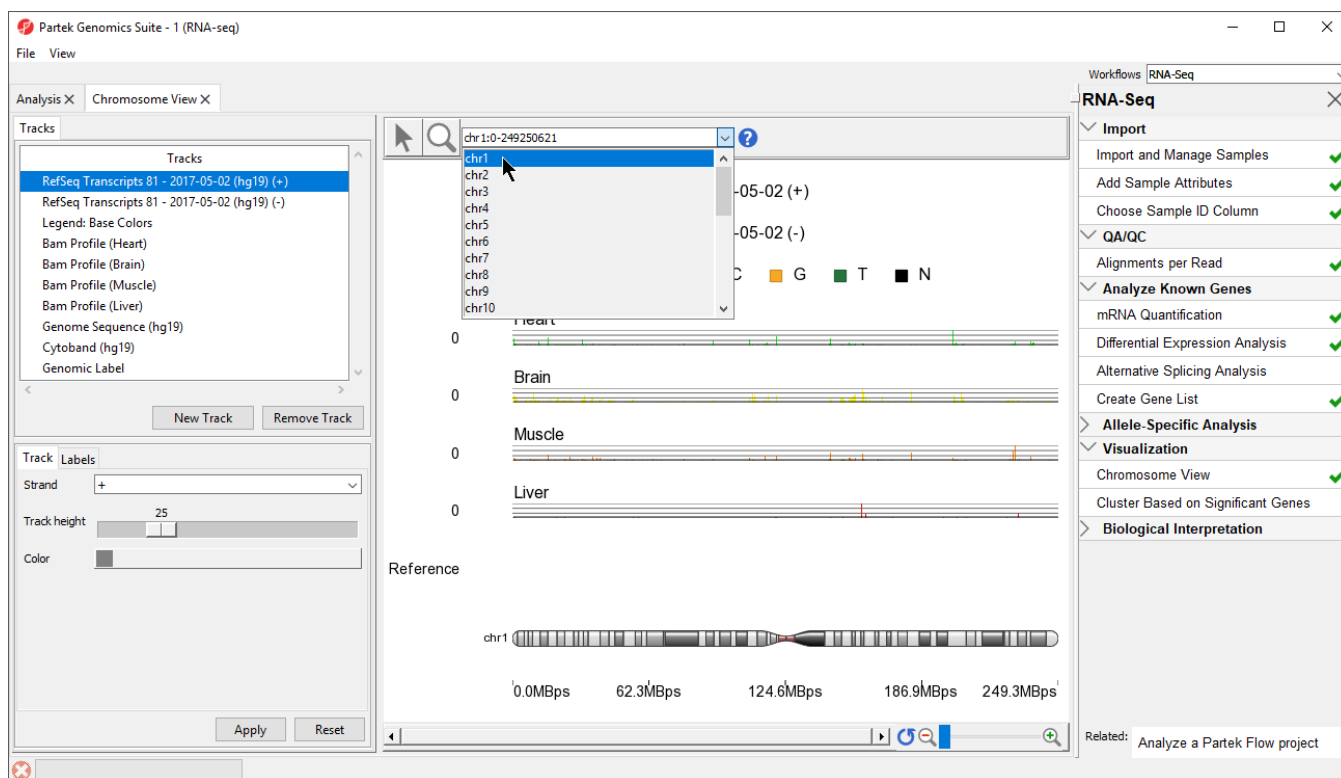 Partek Genomics Suite - 1 (RNA-seq)
File View
Workflows RNA-Seq
Analysis Chromosome View
Tracks
Tracks
RefSeq Transcripts 81 - 2017-05-02 (hg19) (+)
RefSeq Transcripts 81 - 2017-05-02 (hg19) (-)
Legend: Base Colors
Bam Profile (Heart)
Bam Profile (Brain)
Bam Profile (Muscle)
Bam Profile (Liver)
Genome Sequence (hg19)
Cytoband (hg19)
Genomic Label
New Track Remove Track
Track Labels
Strand +
Track height 25
Color
Apply Reset
chr1:0-249250621
chr1
chr2
chr3
chr4
chr5
chr6
chr7
chr8
chr9
chr10
-05-02 (+)
-05-02 (-)
G T N
Heart
0
Brain
0
Muscle
0
Liver
0
Reference
chr1
0.0MBps 62.3MBps 124.6MBps 186.9MBps 249.3MBps
RNA-Seq
Import
Import and Manage Samples
Add Sample Attributes
Choose Sample ID Column
QA/QC
Alignments per Read
Analyze Known Genes
mRNA Quantification
Differential Expression Analysis
Alternative Splicing Analysis
Create Gene List
Allele-Specific Analysis
Visualization
Chromosome View
Cluster Based on Significant Genes
Biological Interpretation
Related: Analyze a Partek Flow project